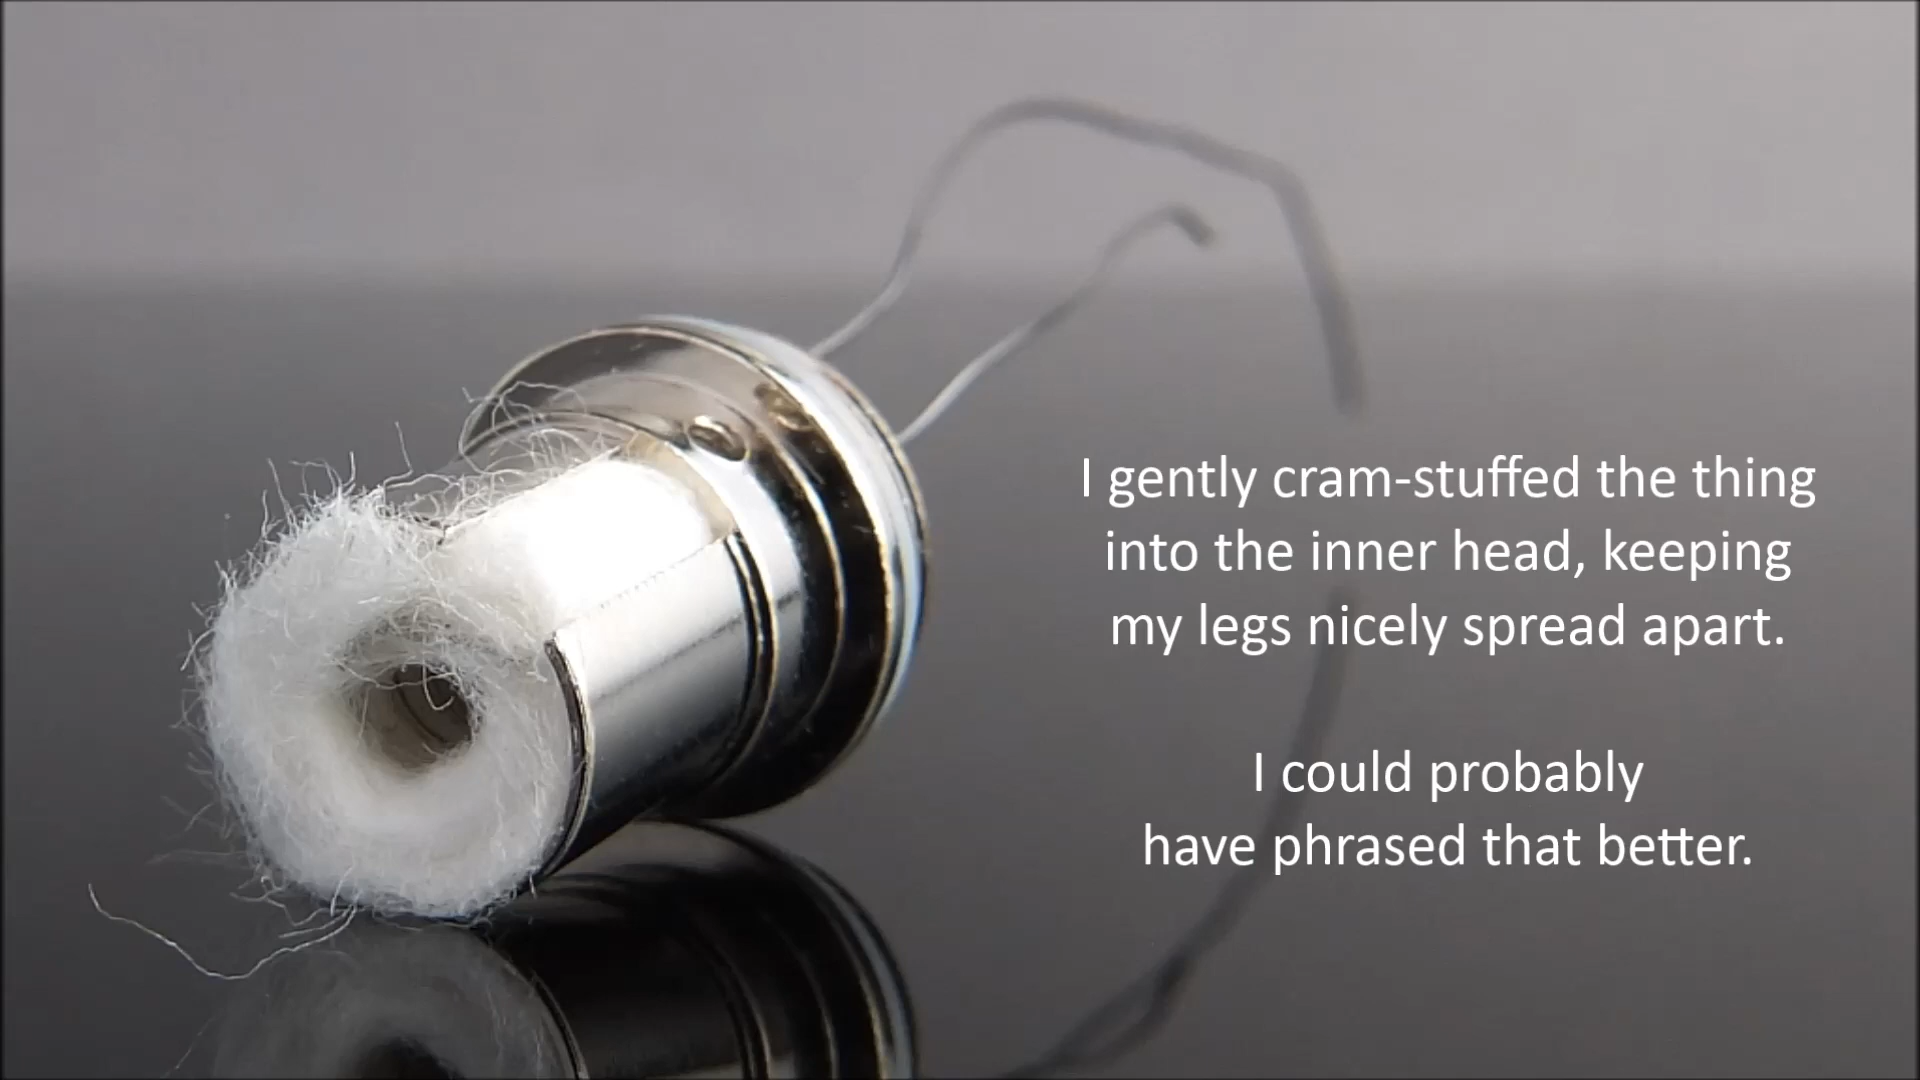 I gently cram-stuffed the thing
into the inner head, keeping
my legs nicely spread apart.
I could probably
have phrased that better.